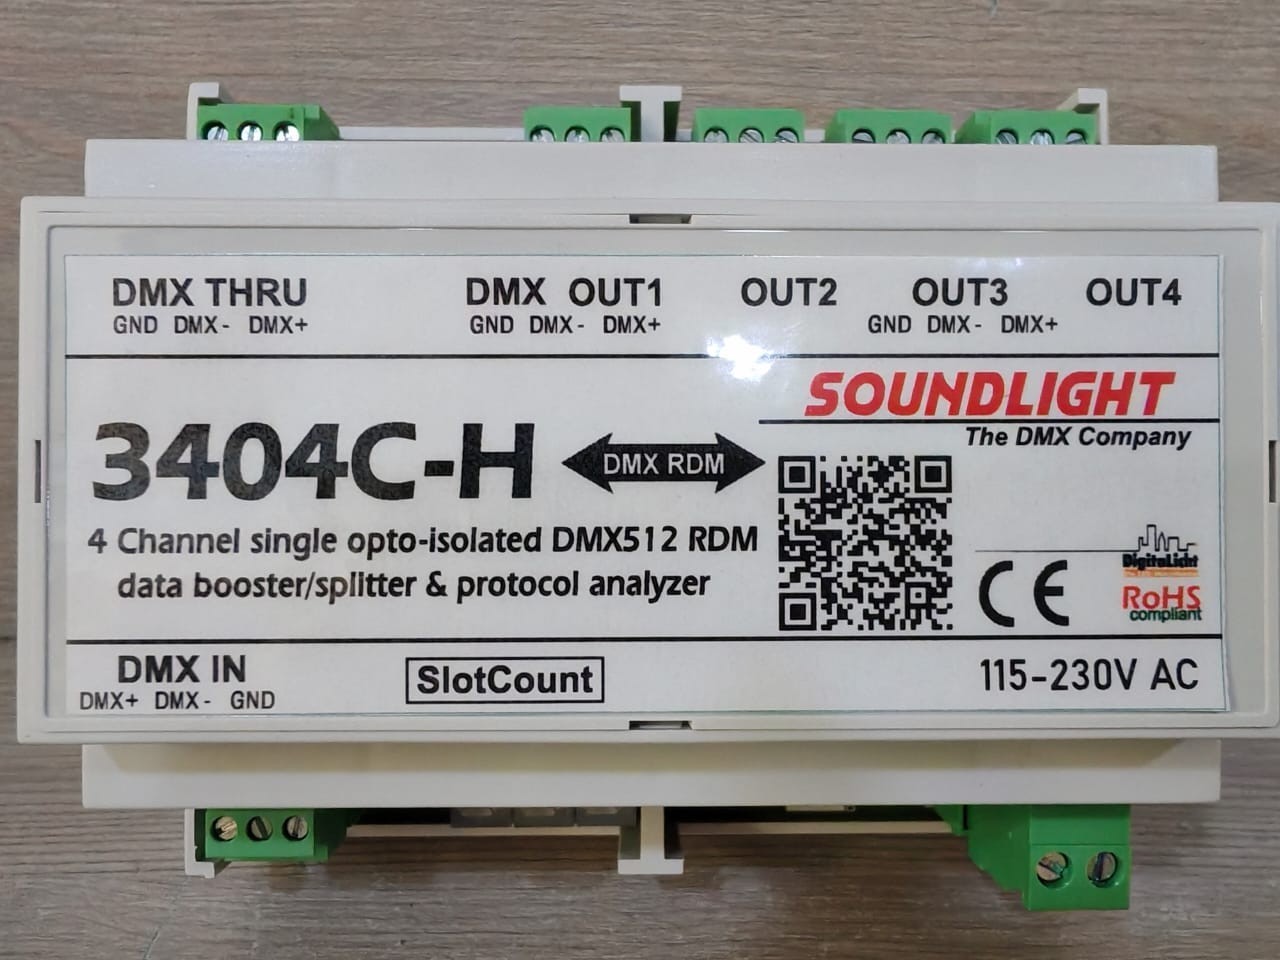 DMX THRU DMX OUT1 OUT2 OUT3 OUT4
GND DMX - DMX+ GND DMX - DMX+ GND DMX - DMX+
SOUNDLIGHT
The DMX Company
3404C-H DMX RDM
4 Channel single opto-isolated DMX512 RDM
data booster/splitter & protocol analyzer
CE
DigitaLicht
RoHS
compliant
DMX IN SlotCount 115-230V AC
DMX+ DMX - GND